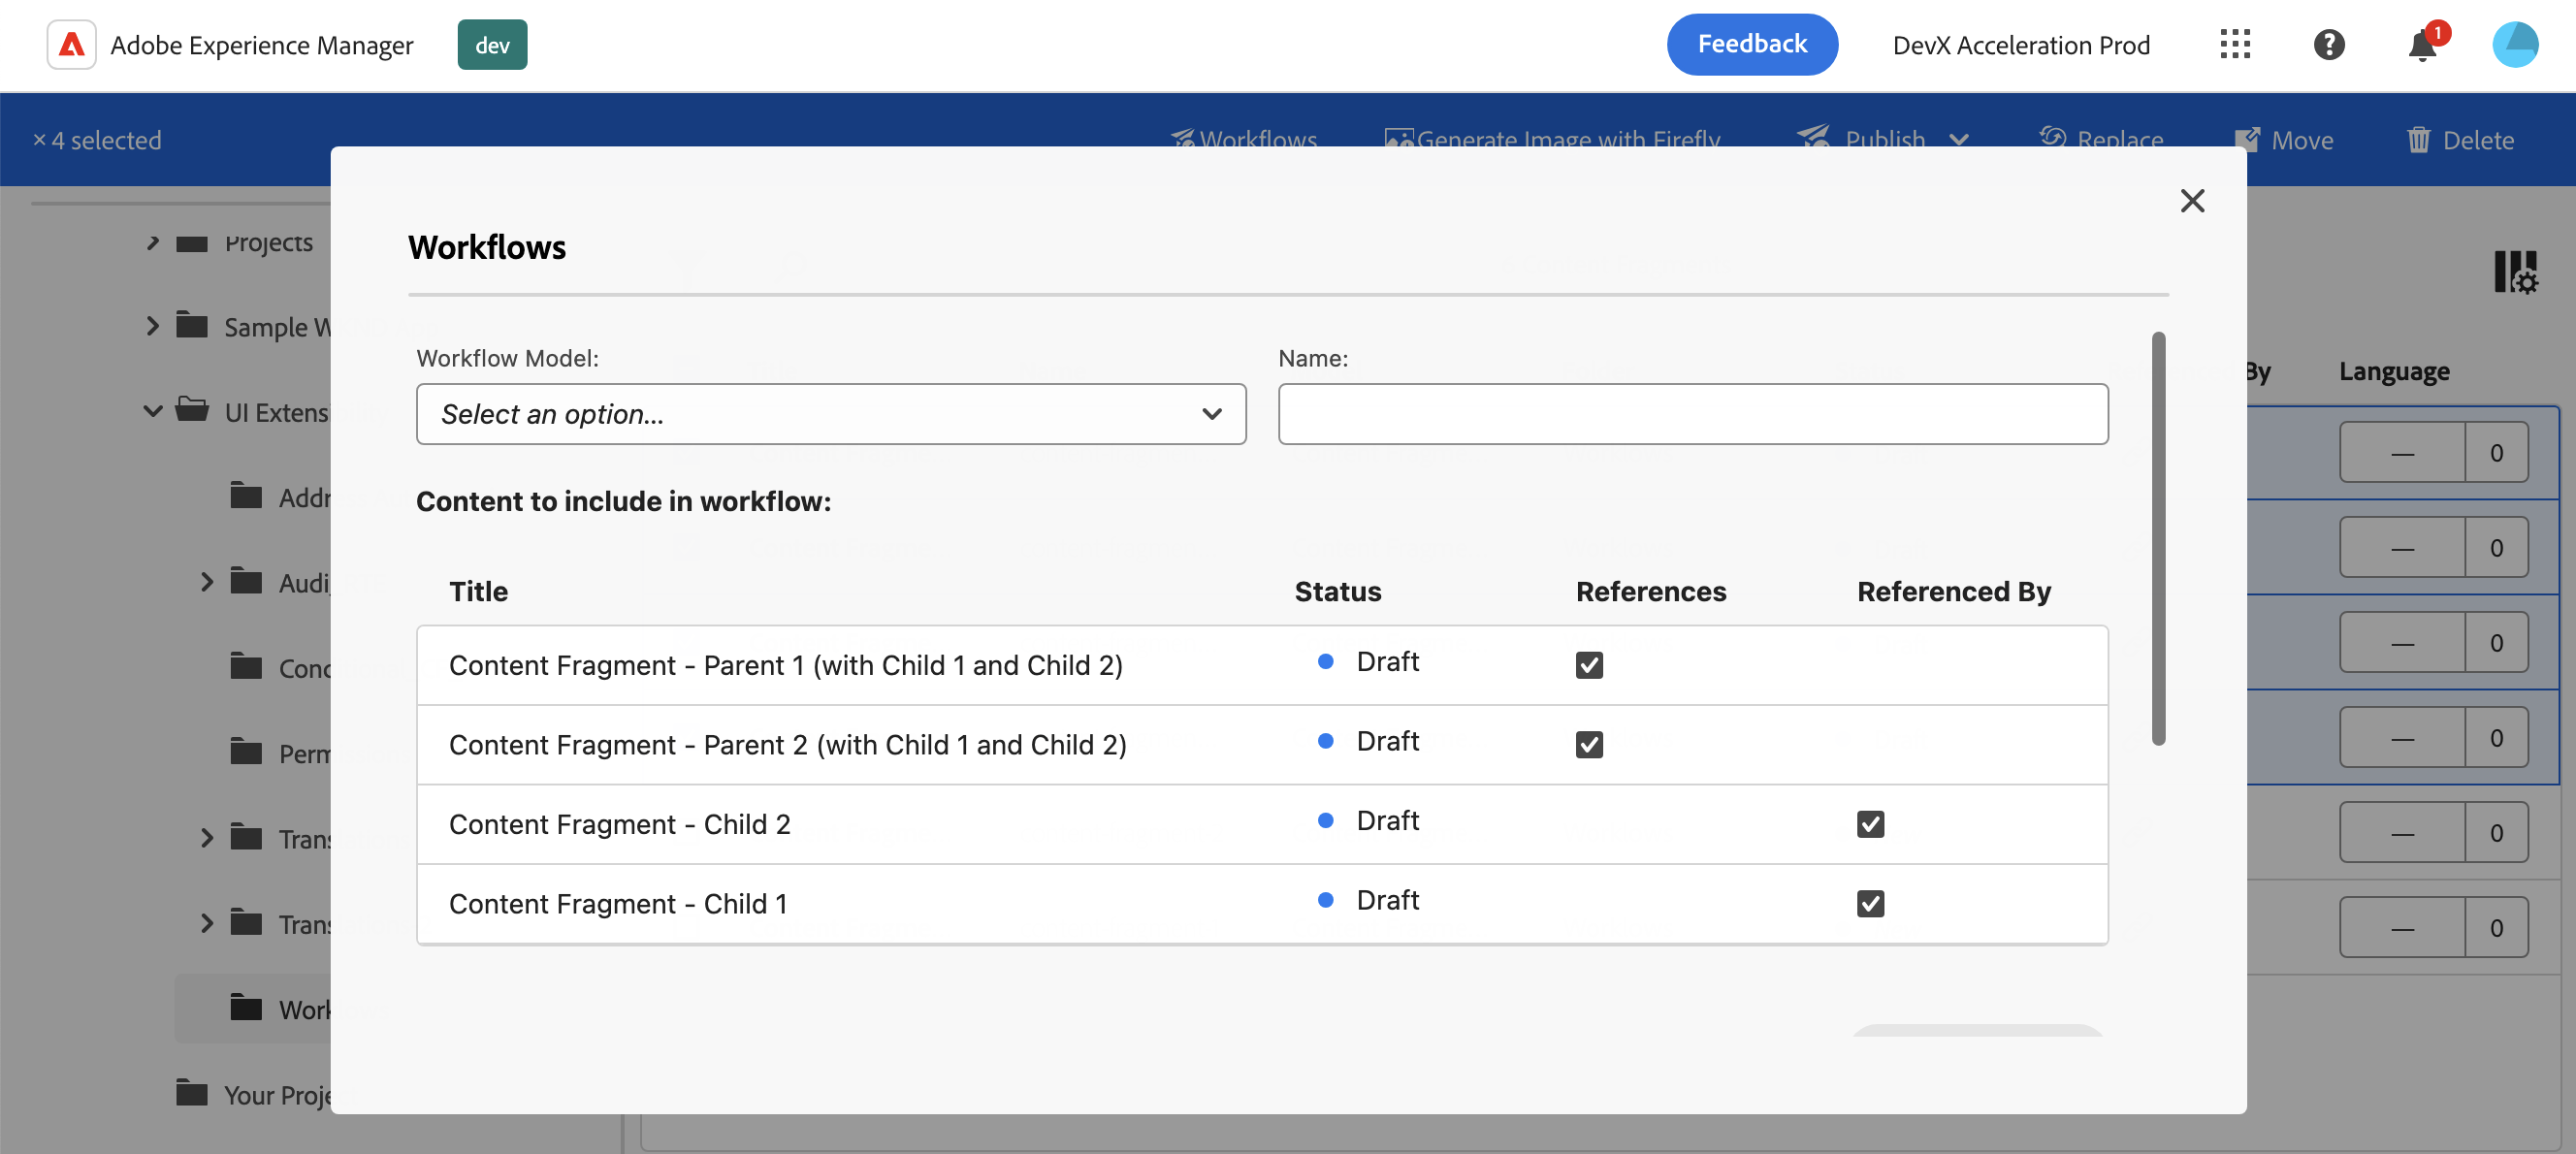 Adobe Experience Manager dev Feedback DevX Acceleration Prod 1
× 4 selected Workflows Generate Image with Firefly Publish Replace Move Delete
Workflows
Projects
Sample W
UI Extens
Addr
Audi
Conc
Perm
Trans
Trans
Work
Your Proje
Workflow Model: Name:
Select an option...
Content to include in workflow:
Title Status References Referenced By
Content Fragment - Parent 1 (with Child 1 and Child 2) Draft
Content Fragment - Parent 2 (with Child 1 and Child 2) Draft
Content Fragment - Child 2 Draft
Content Fragment - Child 1 Draft
By Language
— 0
— 0
— 0
— 0
— 0
— 0